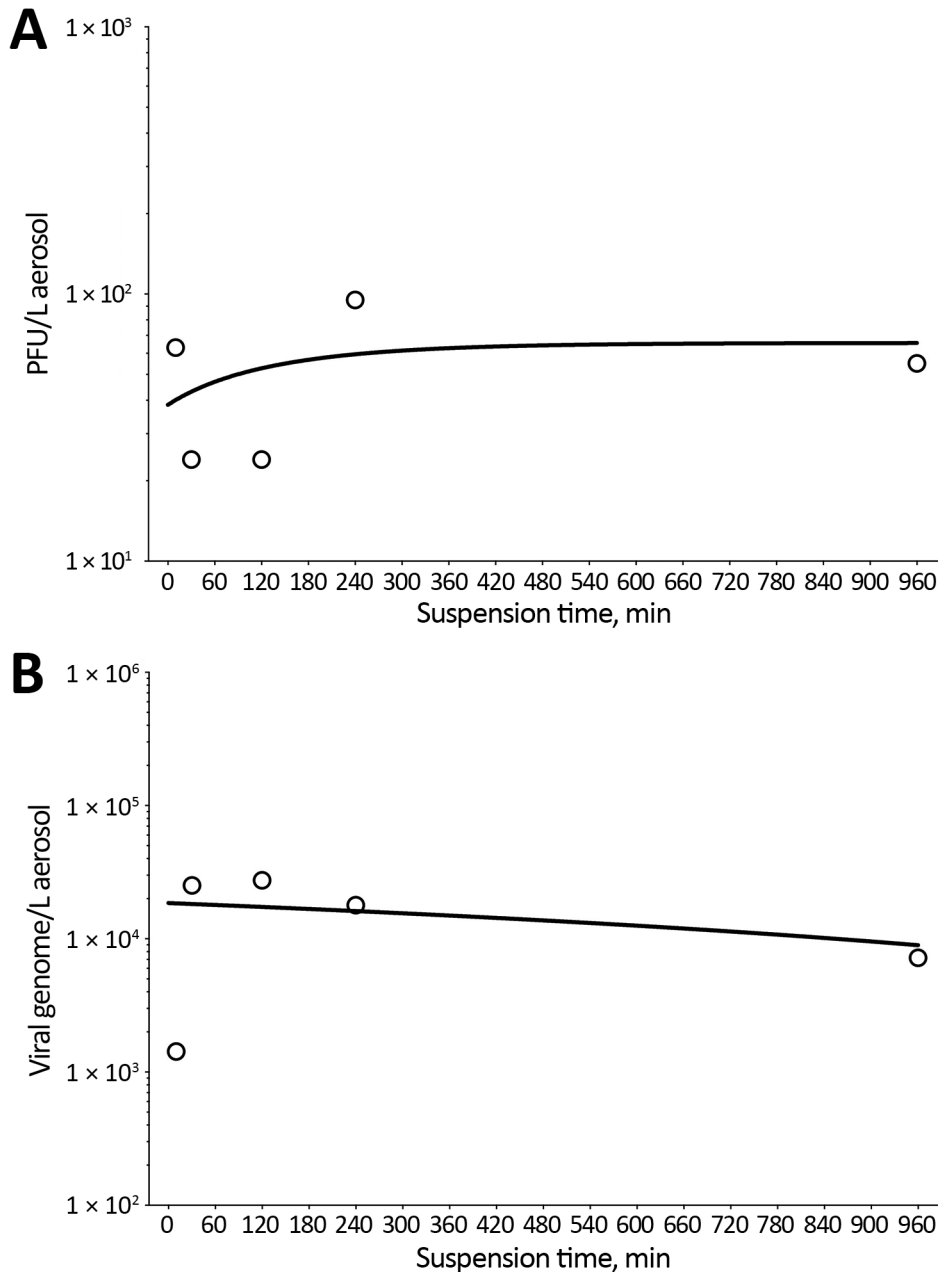 A
1 × 10³
1 × 10²
1 × 10¹
PFU/L aerosol
0 60 120 180 240 300 360 420 480 540 600 660 720 780 840 900 960
Suspension time, min
B
1 × 10⁶
1 × 10⁵
1 × 10⁴
1 × 10³
1 × 10²
Viral genome/L aerosol
0 60 120 180 240 300 360 420 480 540 600 660 720 780 840 900 960
Suspension time, min